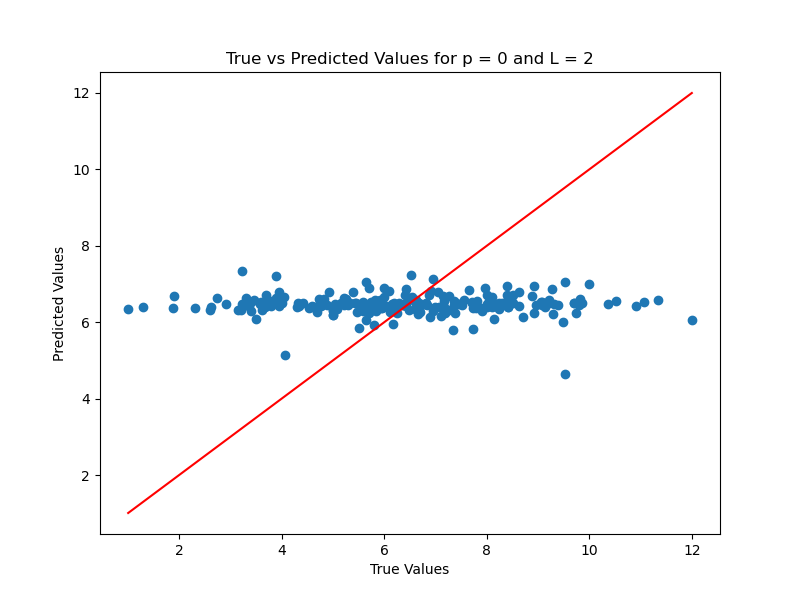 True vs Predicted Values for p = 0 and L = 2
Predicted Values
12
10
8
6
4
2
2 4 6 8 10 12
True Values